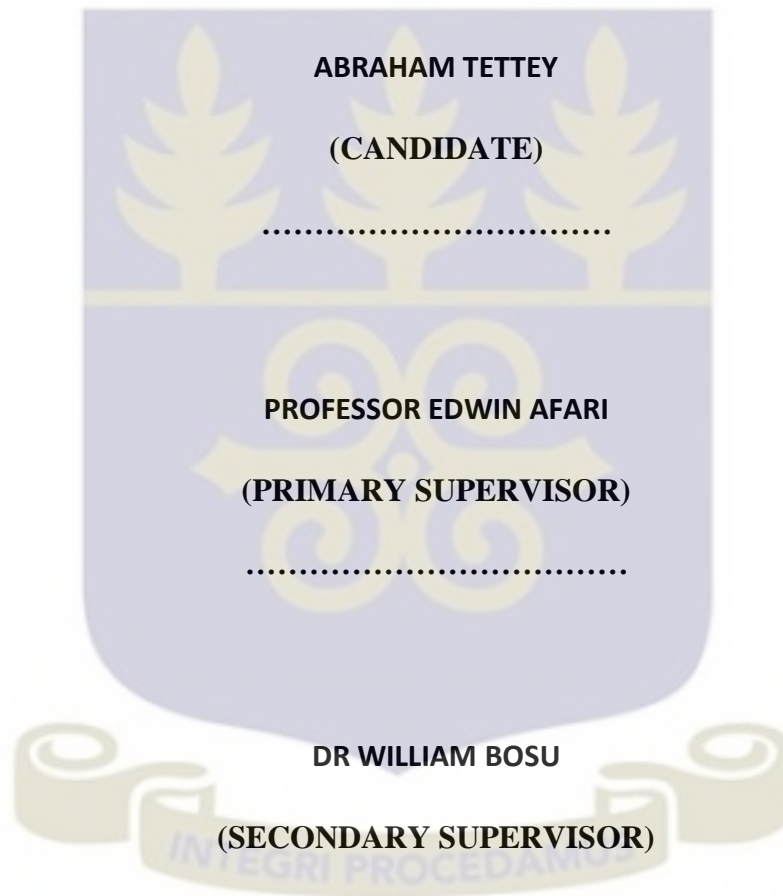 ABRAHAM TETTEY
(CANDIDATE)
.................................
PROFESSOR EDWIN AFARI
(PRIMARY SUPERVISOR)
....................................
DR WILLIAM BOSU
(SECONDARY SUPERVISOR)
INTEGRI PROCEDAMUS